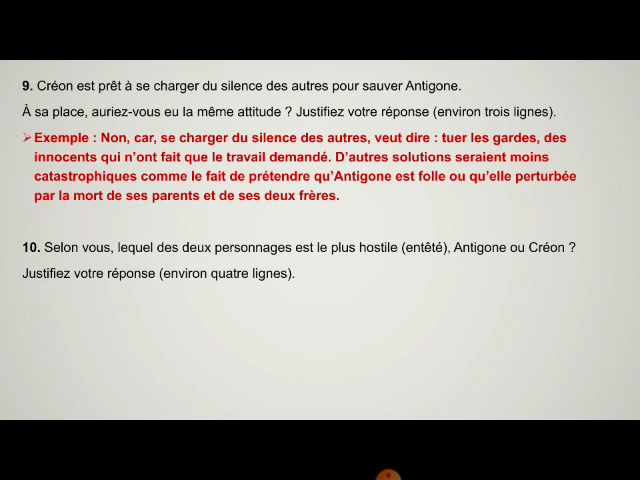 9. Créon est prêt à se charger du silence des autres pour sauver Antigone.
À sa place, auriez-vous eu la même attitude ? Justifiez votre réponse (environ trois lignes).
➢Exemple : Non, car, se charger du silence des autres, veut dire : tuer les gardes, des
innocents qui n'ont fait que le travail demandé. D'autres solutions seraient moins
catastrophiques comme le fait de prétendre qu'Antigone est folle ou qu'elle perturbée
par la mort de ses parents et de ses deux frères.
10. Selon vous, lequel des deux personnages est le plus hostile (entêté), Antigone ou Créon ?
Justifiez votre réponse (environ quatre lignes).